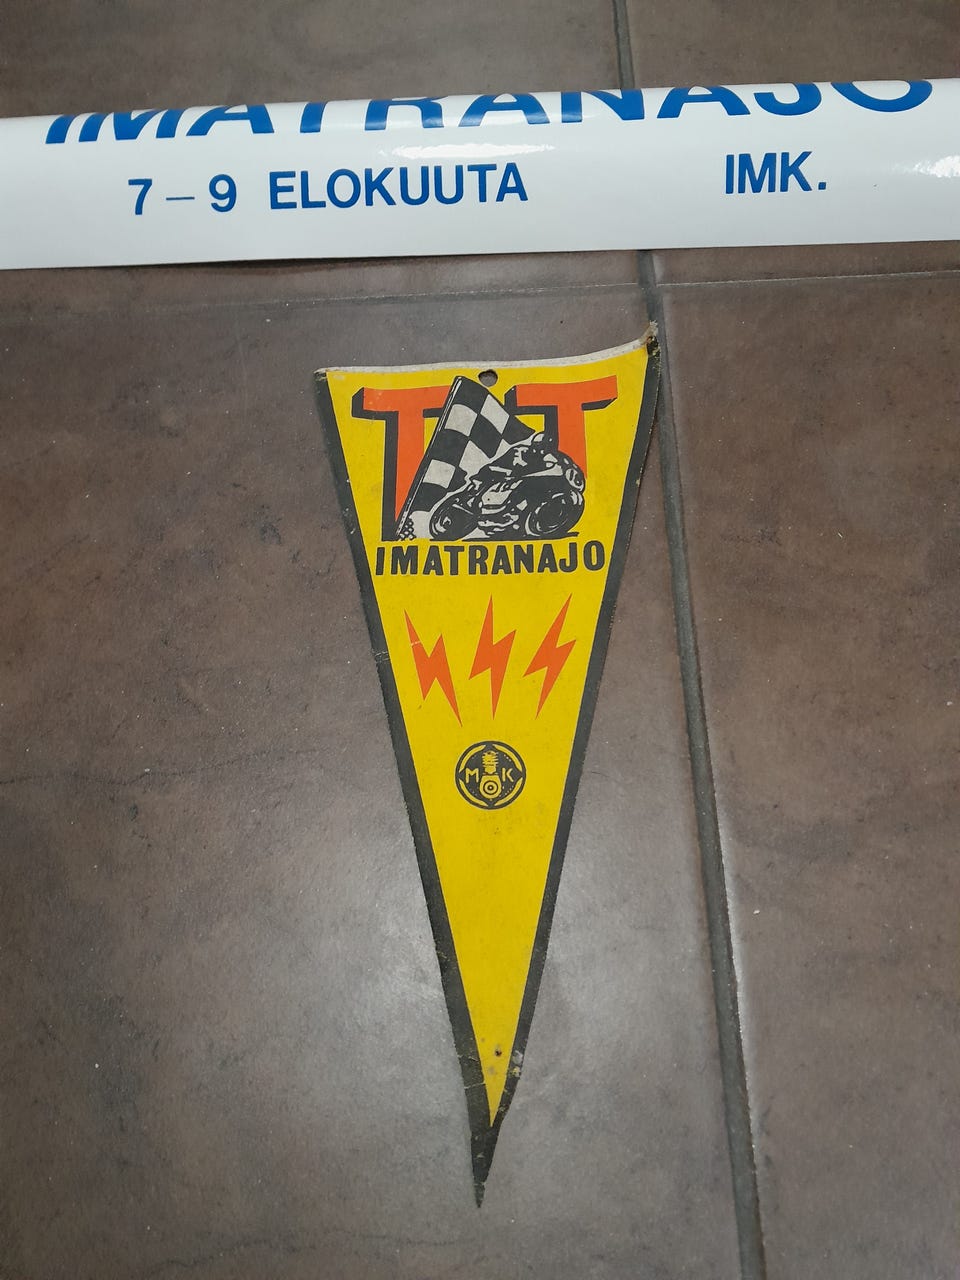 IMATRANAJO
7–9 ELOKUUTA IMK.
TT
IMATRANAJO
M K